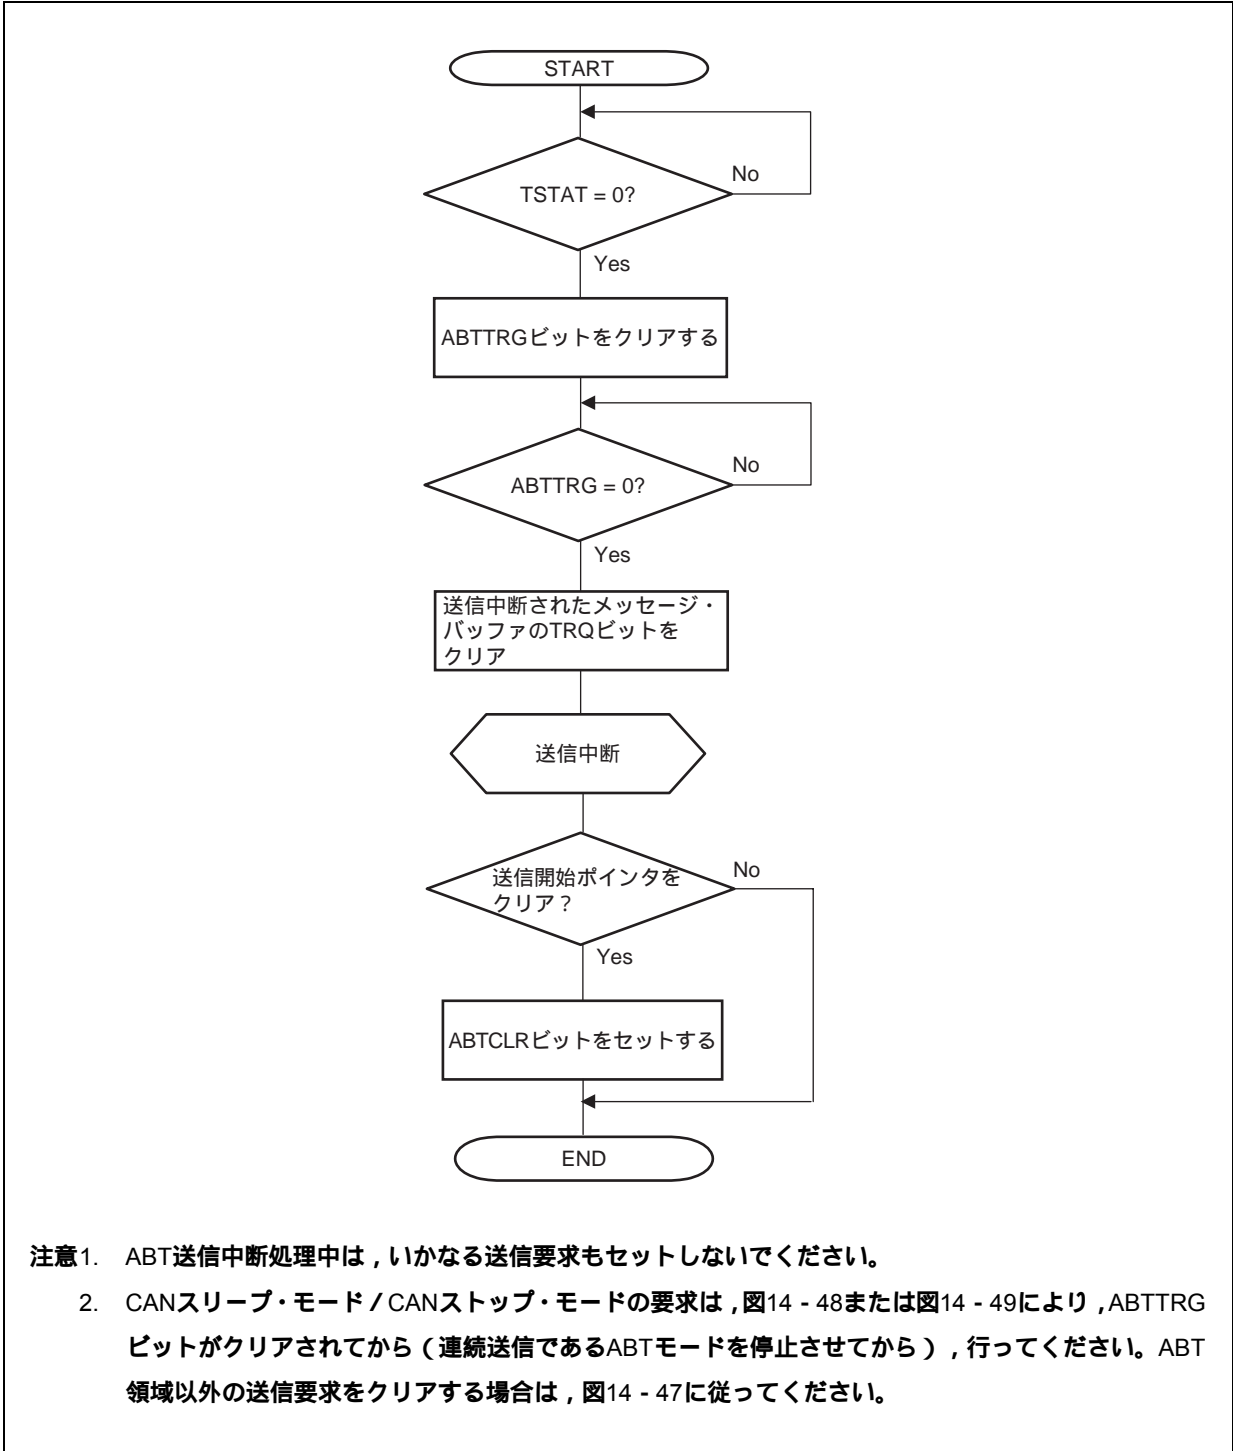 START
TSTAT = 0?
No
Yes
ABTTRGビットをクリアする
ABTTRG = 0?
No
Yes
送信中断されたメッセージ・
バッファのTRQビットを
クリア
送信中断
送信開始ポインタを
クリア？
No
Yes
ABTCLRビットをセットする
END
注意1. ABT送信中断処理中は，いかなる送信要求もセットしないでください。
2. CANスリープ・モード／CANストップ・モードの要求は，図14 - 48または図14 - 49により，ABTTRG
ビットがクリアされてから（連続送信であるABTモードを停止させてから），行ってください。ABT
領域以外の送信要求をクリアする場合は，図14 - 47に従ってください。